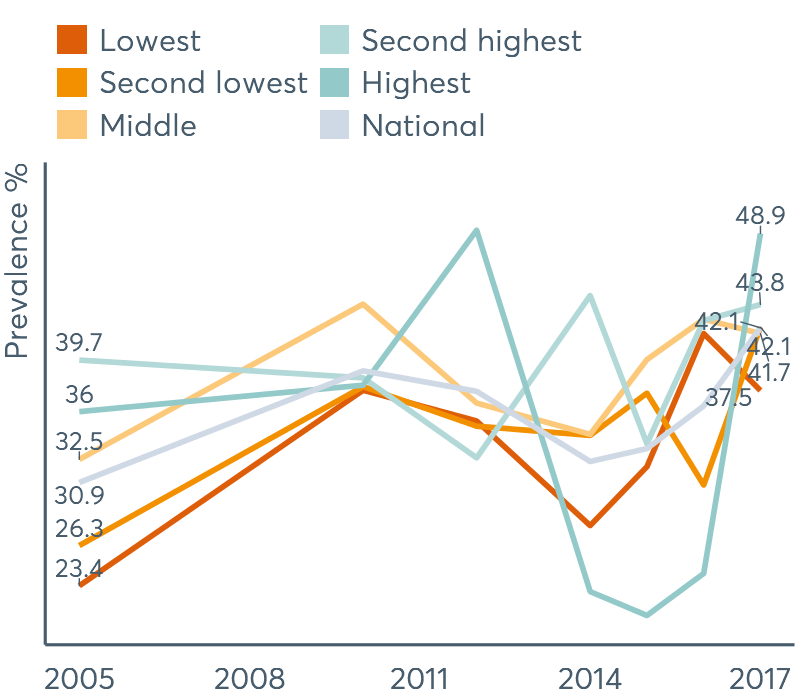 Lowest
Second lowest
Middle
Second highest
Highest
National
Prevalence %
39.7
36
32.5
30.9
26.3
23.4
48.9
43.8
42.1
42.1
41.7
37.5
2005 2008 2011 2014 2017